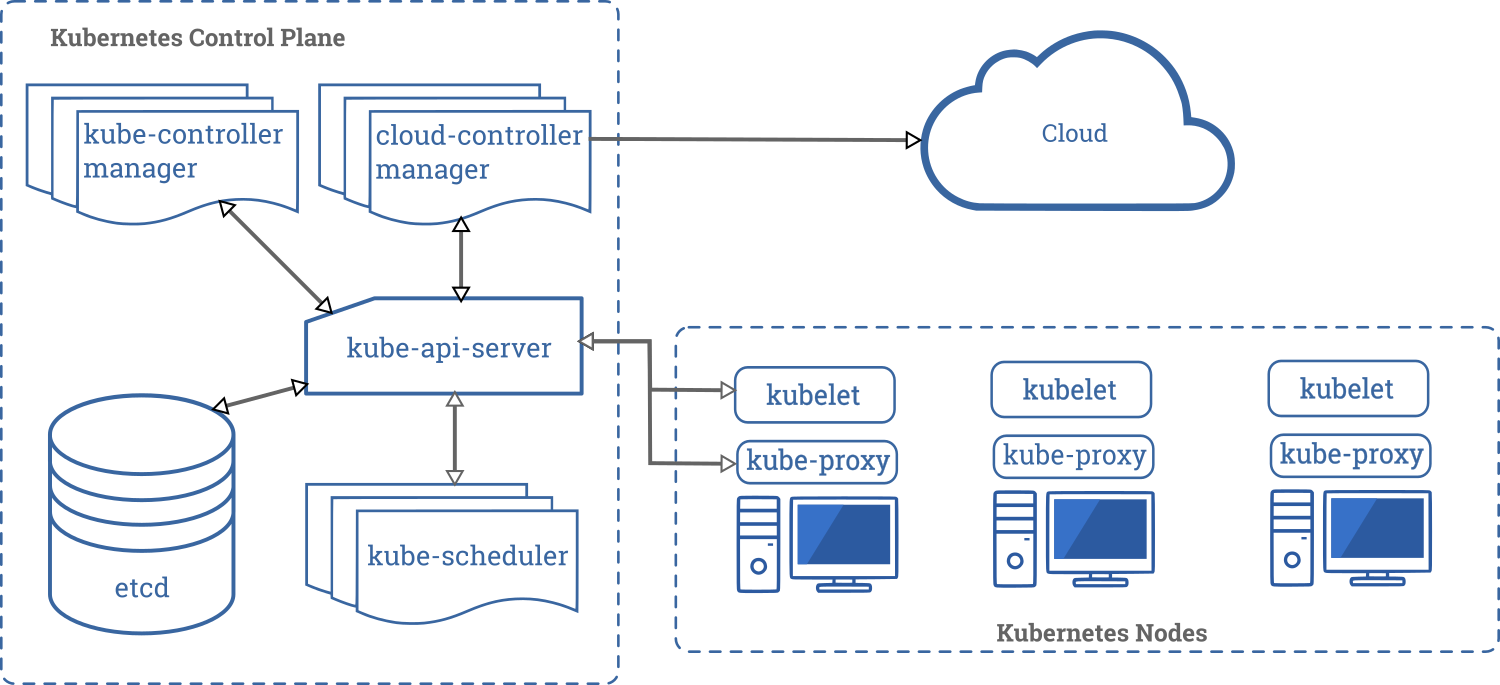 Kubernetes Control Plane
kube-controller
manager
cloud-controller
manager
Cloud
kube-api-server
etcd
kube-scheduler
kubelet
kube-proxy
kubelet
kube-proxy
kubelet
kube-proxy
Kubernetes Nodes